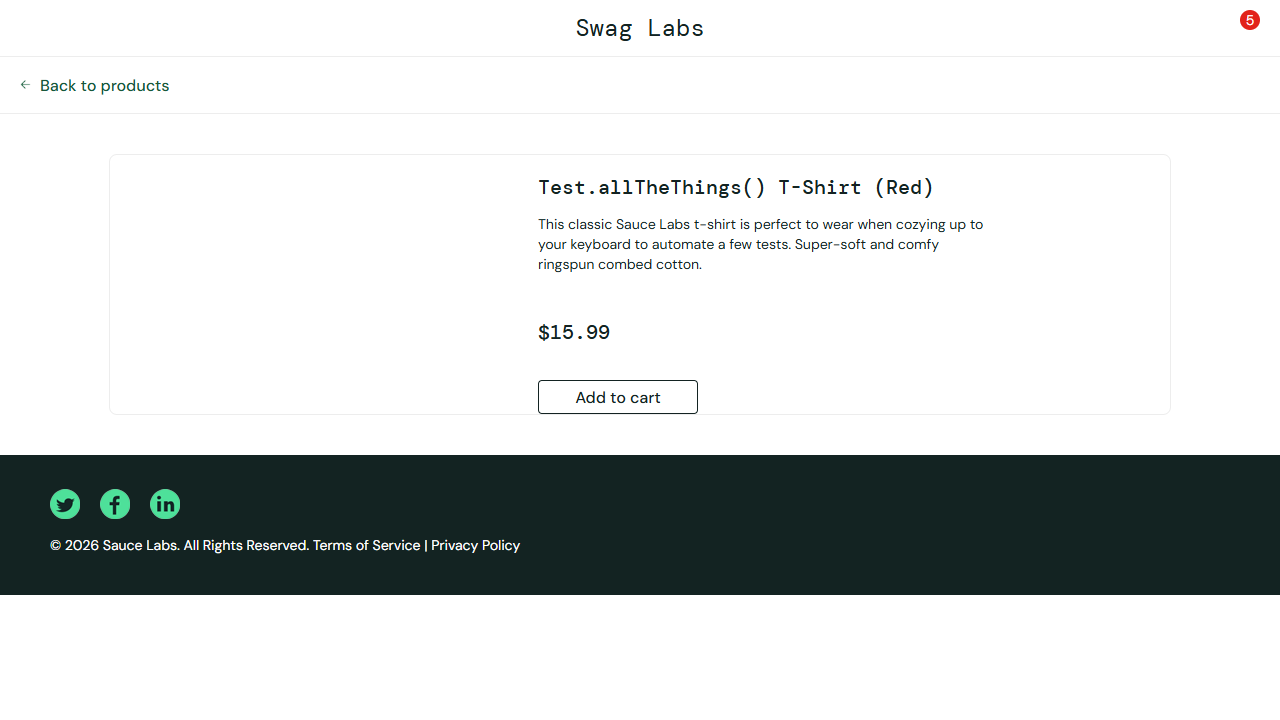 Swag Labs
5
Back to products
Test.allTheThings() T-Shirt (Red)
This classic Sauce Labs t-shirt is perfect to wear when cozying up to
your keyboard to automate a few tests. Super-soft and comfy
ringspun combed cotton.
$15.99
Add to cart
© 2026 Sauce Labs. All Rights Reserved. Terms of Service | Privacy Policy